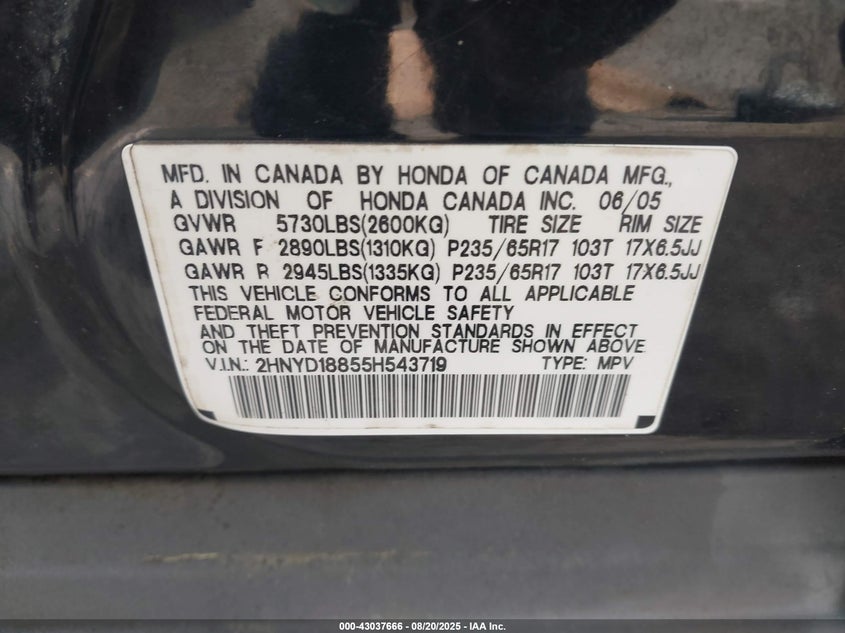 MFD. IN CANADA BY HONDA OF CANADA MFG.,
A DIVISION OF HONDA CANADA INC. 06/05
GVWR 5730LBS(2600KG) TIRE SIZE RIM SIZE
GAWR F 2890LBS(1310KG) P235/65R17 103T 17X6.5JJ
GAWR R 2945LBS(1335KG) P235/65R17 103T 17X6.5JJ
THIS VEHICLE CONFORMS TO ALL APPLICABLE
FEDERAL MOTOR VEHICLE SAFETY
AND THEFT PREVENTION STANDARDS IN EFFECT
ON THE DATE OF MANUFACTURE SHOWN ABOVE
V.I.N.: 2HNYD18855H543719 TYPE: MPV
000-43037666 - 08/20/2025 - IAA Inc.